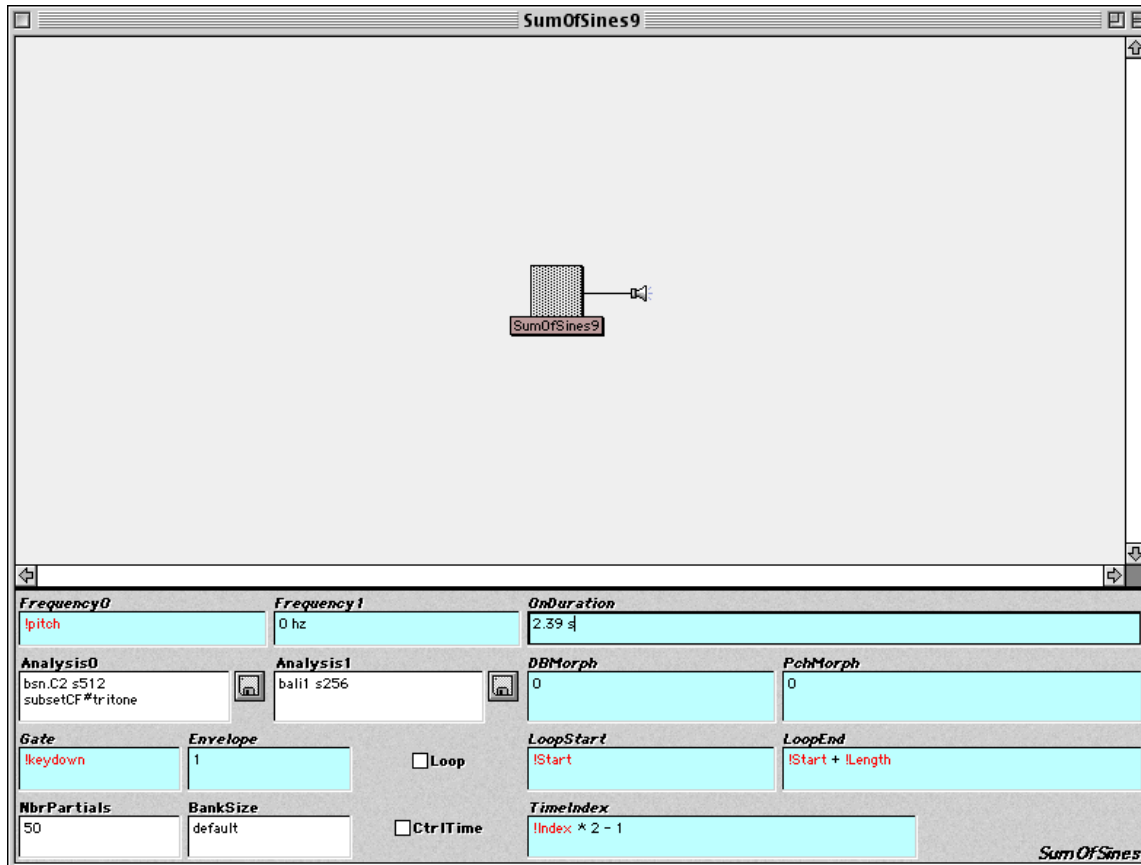 SumOfSines9
SumOfSines9
Frequency0
Frequency1
OnDuration
!pitch
0 hz
2.39 s
Analysis0
Analysis1
DBMorph
PchMorph
bsn.C2 s512
subsetCF#tritone
bali1 s256
0
0
Gate
Envelope
Loop
LoopStart
LoopEnd
!keydown
1
!Start
!Start + !Length
NbrPartials
BankSize
CtrlTime
TimeIndex
50
default
!Index * 2 - 1
SumOfSines